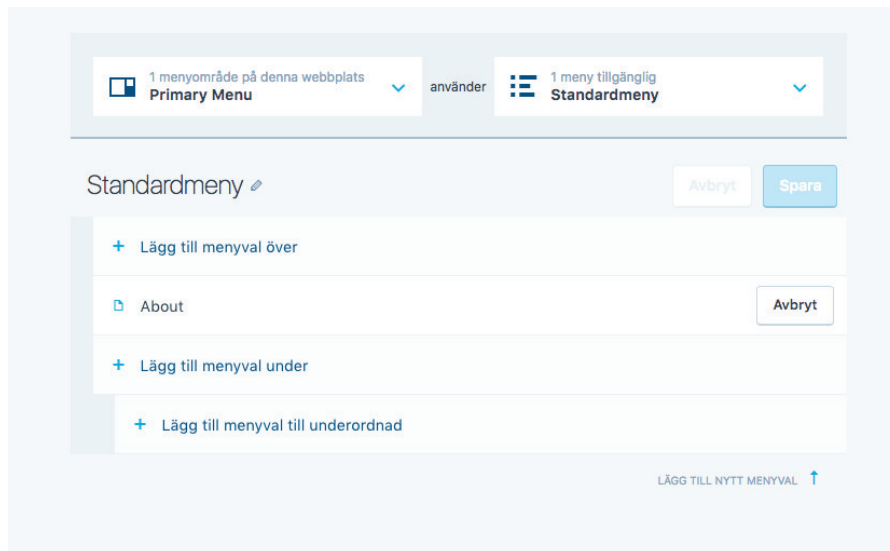 1 menyområde på denna webbplats
Primary Menu
använder
1 meny tillgänglig
Standardmeny
Standardmeny
Avbryt
Spara
+ Lägg till menyval över
About
Avbryt
+ Lägg till menyval under
+ Lägg till menyval till underordnad
LÄGG TILL NYTT MENYVAL ↑